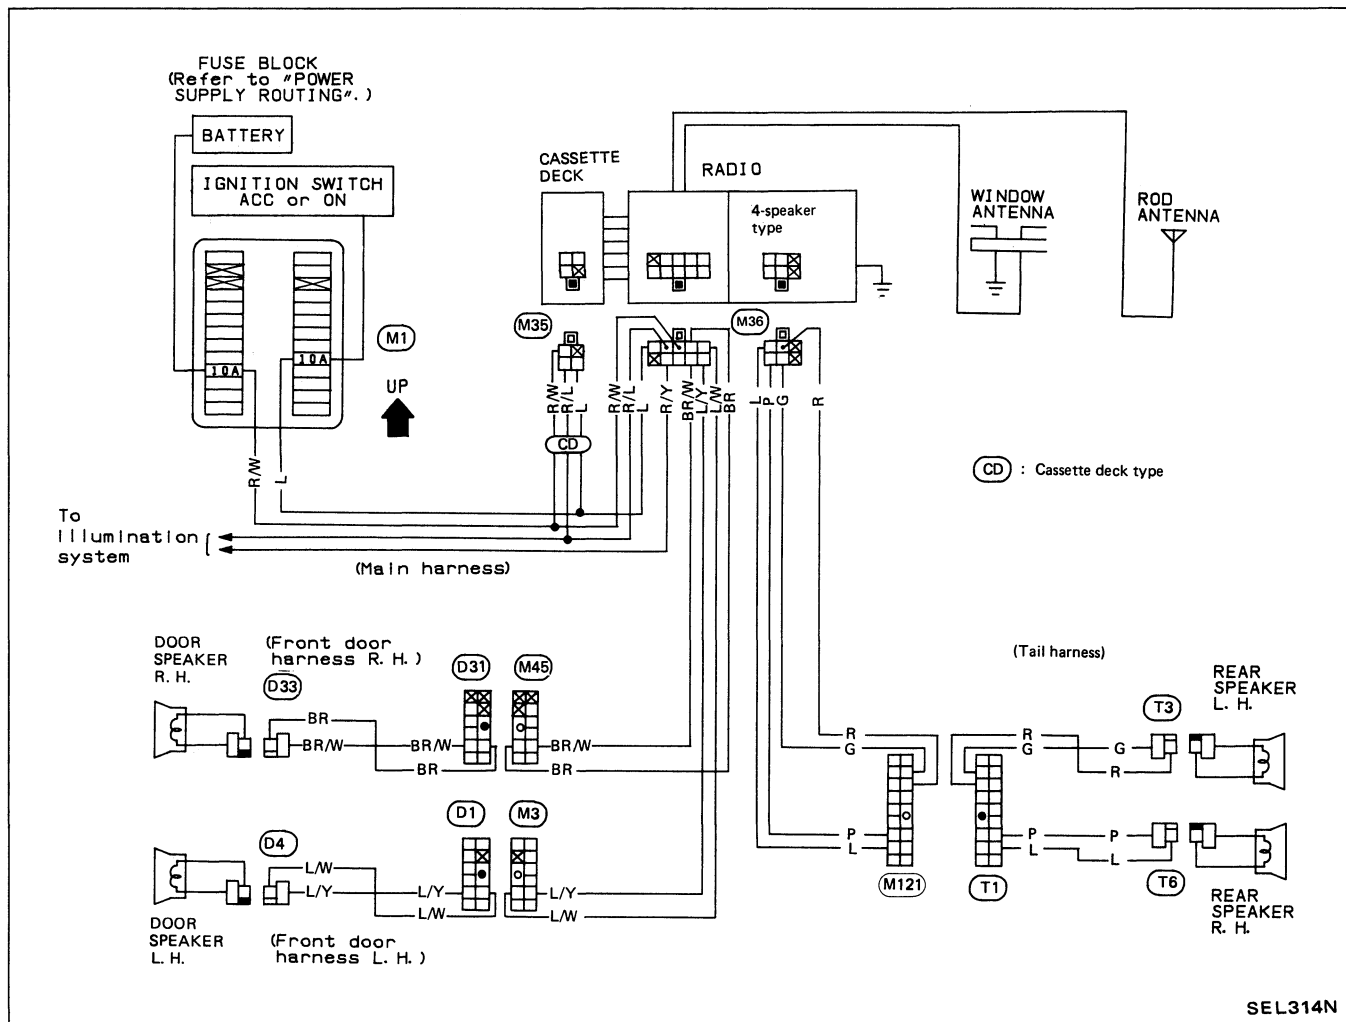 FUSE BLOCK
(Refer to "POWER
SUPPLY ROUTING".)
BATTERY
IGNITION SWITCH
ACC or ON
10A
10A
M1
UP
R/W
L
To
illumination
system
(Main harness)
CASSETTE
DECK
RADIO
4-speaker
type
WINDOW
ANTENNA
ROD
ANTENNA
M35
M36
R/W
R/L
L
CD
R/W
R/L
L
R/Y
BR/W
L/Y
L/W
BR
L
P
G
R
CD : Cassette deck type
DOOR
SPEAKER
R. H.
(Front door
harness R. H.)
D33
D31
M45
BR
BR/W
BR/W
BR
BR/W
BR
DOOR
SPEAKER
L. H.
(Front door
harness L. H.)
D4
D1
M3
L/W
L/Y
L/Y
L/W
L/Y
L/W
(Tail harness)
R
G
R
G
G
R
T3
REAR
SPEAKER
L. H.
P
L
P
L
P
L
M121
T1
T6
REAR
SPEAKER
R. H.
SEL314N